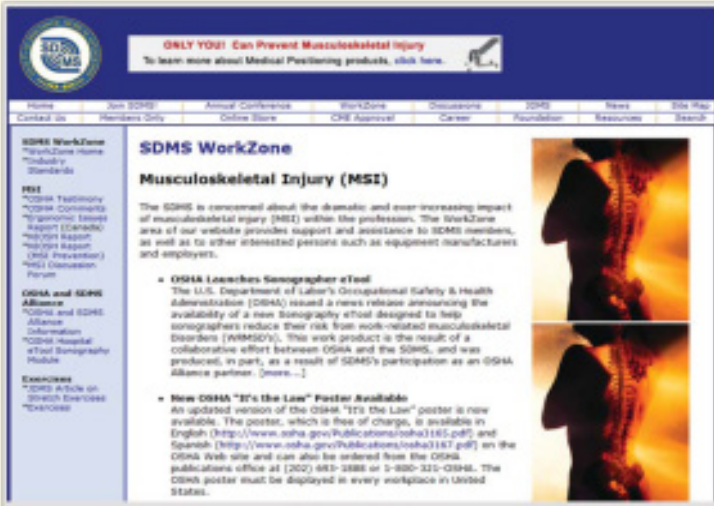 SDMS
ONLY YOU! Can Prevent Musculoskeletal Injury
To learn more about Medical Positioning products, click here.
Home Join SDMS! Annual Conference WorkZone Discussions JDMS News Site Map
Contact Us Members Only Online Store CME Approval Career Foundation Resources Search
SDMS WorkZone
WorkZone Home
Industry
Standards
MSI
OSHA Testimony
OSHA Comments
Ergonomic Issues
Report (Canada)
NIOSH Report
NIOSH Report
(MSI Prevention)
MSI Discussion
Forum
OSHA and SDMS
Alliance
OSHA and SDMS
Alliance
Information
OSHA Hospital
eTool Sonography
Module
Exercises
JDMS Article on
Stretch Exercises
Exercises
SDMS WorkZone
Musculoskeletal Injury (MSI)
The SDMS is concerned about the dramatic and ever-increasing impact
of musculoskeletal injury (MSI) within the profession. The WorkZone
area of our website provides support and assistance to SDMS members,
as well as to other interested persons such as equipment manufacturers
and employers.
• OSHA Launches Sonographer eTool
The U.S. Department of Labor's Occupational Safety & Health
Administration (OSHA) issued a news release announcing the
availability of a new Sonography eTool designed to help
sonographers reduce their risk from work-related musculoskeletal
Disorders (WRMSD's). This work product is the result of a
collaborative effort between OSHA and the SDMS, and was
produced, in part, as a result of SDMS's participation as an OSHA
Alliance partner. [more...]
• New OSHA "It's the Law" Poster Available
An updated version of the OSHA "It's the Law" poster is now
available. The poster, which is free of charge, is available in
English (http://www.osha.gov/Publications/osha3165.pdf) and
Spanish (http://www.osha.gov/Publications/osha3167.pdf) on the
OSHA Web site and can also be ordered from the OSHA
publications office at (202) 693-1888 or 1-800-321-OSHA. The
OSHA poster must be displayed in every workplace in United
States.